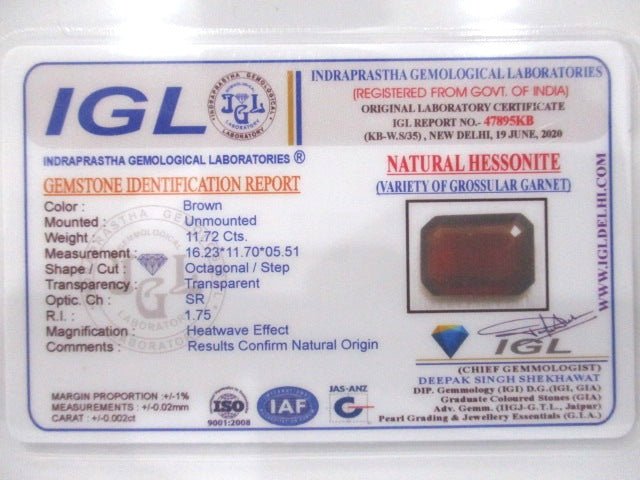 IGL
INDRAPRASTHA GEMOLOGICAL LABORATORY
IGL
INDRAPRASTHA GEMOLOGICAL LABORATORIES ®
GEMSTONE IDENTIFICATION REPORT
Color : Brown
Mounted : Unmounted
Weight : 11.72 Cts.
Measurement : 16.23*11.70*05.51
Shape / Cut : Octagonal / Step
Transparency : Transparent
Optic. Ch : SR
R.I. : 1.75
Magnification : Heatwave Effect
Comments : Results Confirm Natural Origin
MARGIN PROPORTION :+/-1%
MEASUREMENTS : +/-0.02mm
CARAT : +/-0.002ct
ISO
9001:2008
IAF
JAS-ANZ
INDRAPRASTHA GEMOLOGICAL LABORATORIES
(REGISTERED FROM GOVT. OF INDIA)
ORIGINAL LABORATORY CERTIFICATE
IGL REPORT NO.- 47895KB
(KB-W.S/35) , NEW DELHI, 19 JUNE, 2020
NATURAL HESSONITE
(VARIETY OF GROSSULAR GARNET)
WWW.IGLDELHI.COM
IGL
(CHIEF GEMMOLOGIST)
DEEPAK SINGH SHEKHAWAT
DIP. Gemmology (IGI) D.G. (IGL, GIA)
Graduate Coloured Stones (GIA)
Adv. Gemm. (IIGJ-G.T.L., Jaipur)
Pearl Grading & Jewellery Essentials (G.I.A.)